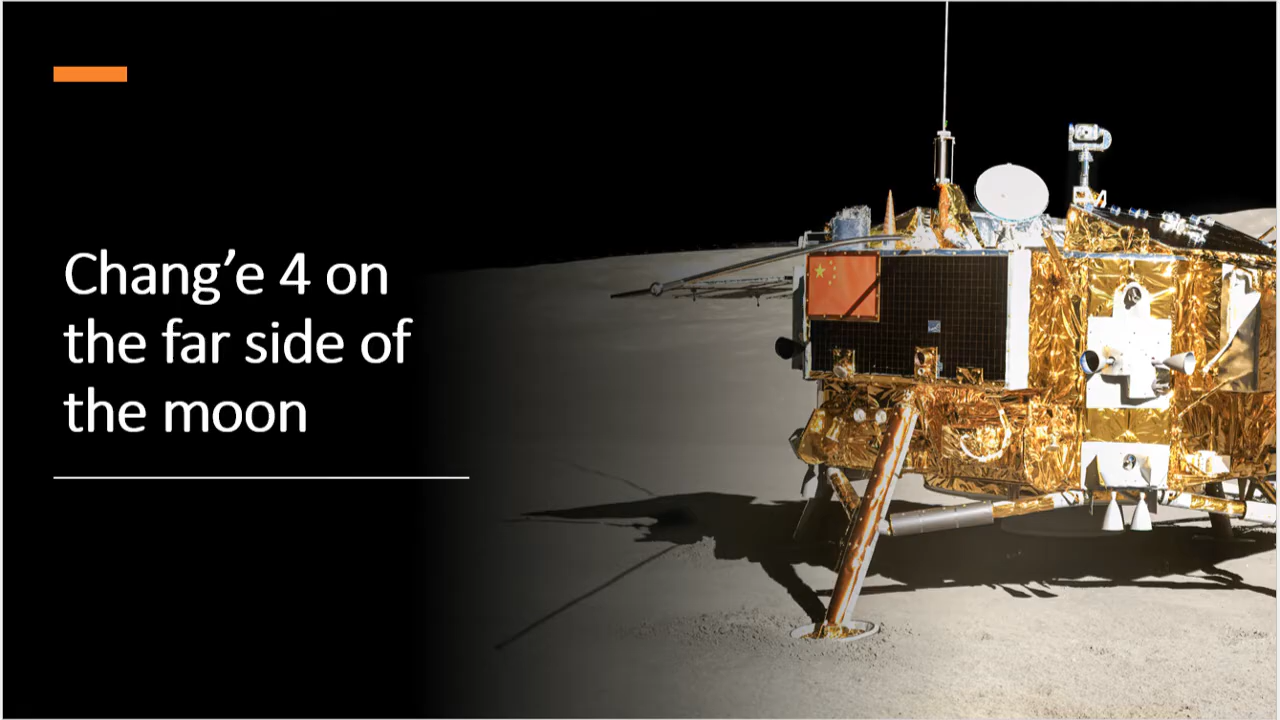 Chang’e 4 on
the far side of
the moon